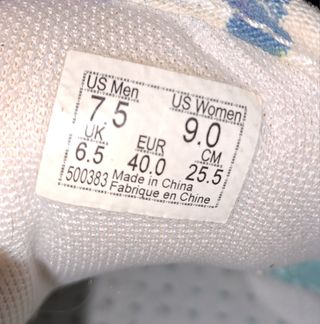 US Men US Women
7.5 9.0
UK EUR CM
6.5 40.0 25.5
500383 Made in China
Fabrique en Chine